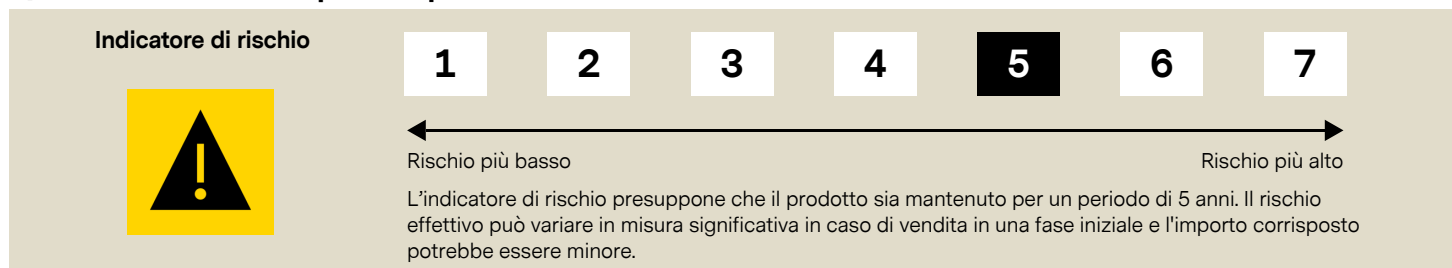 Indicatore di rischio
1 2 3 4 5 6 7
Rischio più basso Rischio più alto
L'indicatore di rischio presuppone che il prodotto sia mantenuto per un periodo di 5 anni. Il rischio
effettivo può variare in misura significativa in caso di vendita in una fase iniziale e l'importo corrisposto
potrebbe essere minore.